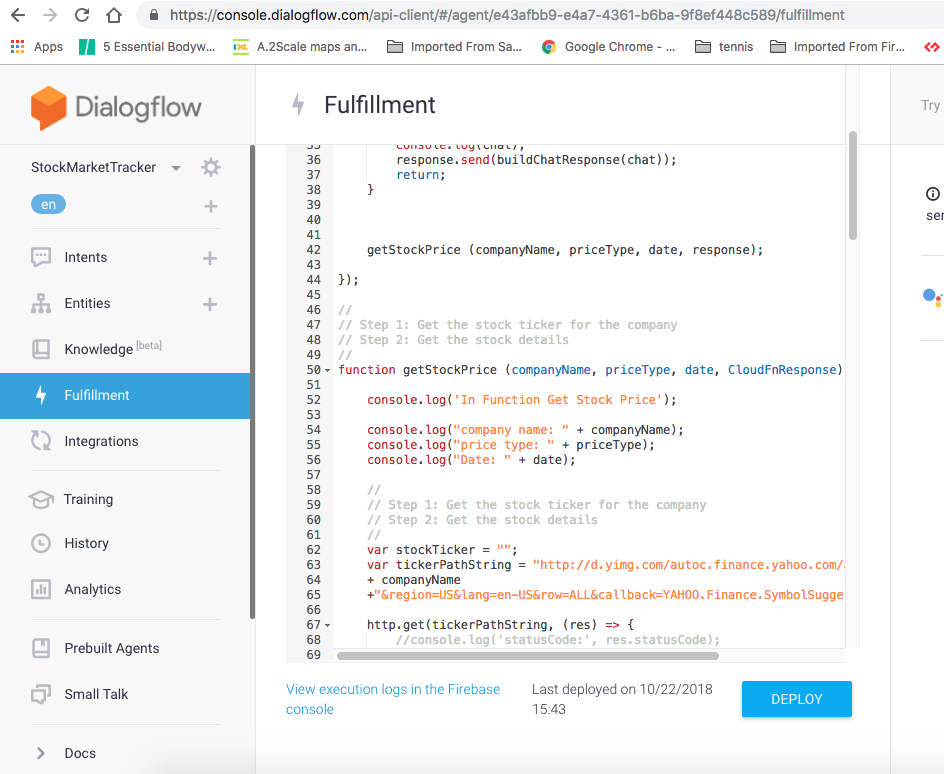 https://console.dialogflow.com/api-client/#/agent/e43afbb9-e4a7-4361-b6ba-9f8ef448c589/fulfillment
Apps
5 Essential Bodyw...
IXL
A.2Scale maps an...
Imported From Sa...
Google Chrome - ...
tennis
Imported From Fir...
Dialogflow
StockMarketTracker
en
Intents
Entities
Knowledge [beta]
Fulfillment
Integrations
Training
History
Analytics
Prebuilt Agents
Small Talk
Docs
Fulfillment
35 console.log(chat);
36 response.send(buildChatResponse(chat));
37 return;
38 }
39
40
41
42 getStockPrice (companyName, priceType, date, response);
43
44 });
45
46 //
47 // Step 1: Get the stock ticker for the company
48 // Step 2: Get the stock details
49 //
50 function getStockPrice (companyName, priceType, date, CloudFnResponse)
51
52 console.log('In Function Get Stock Price');
53
54 console.log("company name: " + companyName);
55 console.log("price type: " + priceType);
56 console.log("Date: " + date);
57
58 //
59 // Step 1: Get the stock ticker for the company
60 // Step 2: Get the stock details
61 //
62 var stockTicker = "";
63 var tickerPathString = "http://d.yimg.com/autoc.finance.yahoo.com/
64 + companyName
65 +"&region=US&lang=en-US&row=ALL&callback=YAHOO.Finance.SymbolSugge
66
67 http.get(tickerPathString, (res) => {
68 //console.log('statusCode:', res.statusCode);
69
View execution logs in the Firebase
console
Last deployed on 10/22/2018
15:43
DEPLOY
Try
ser